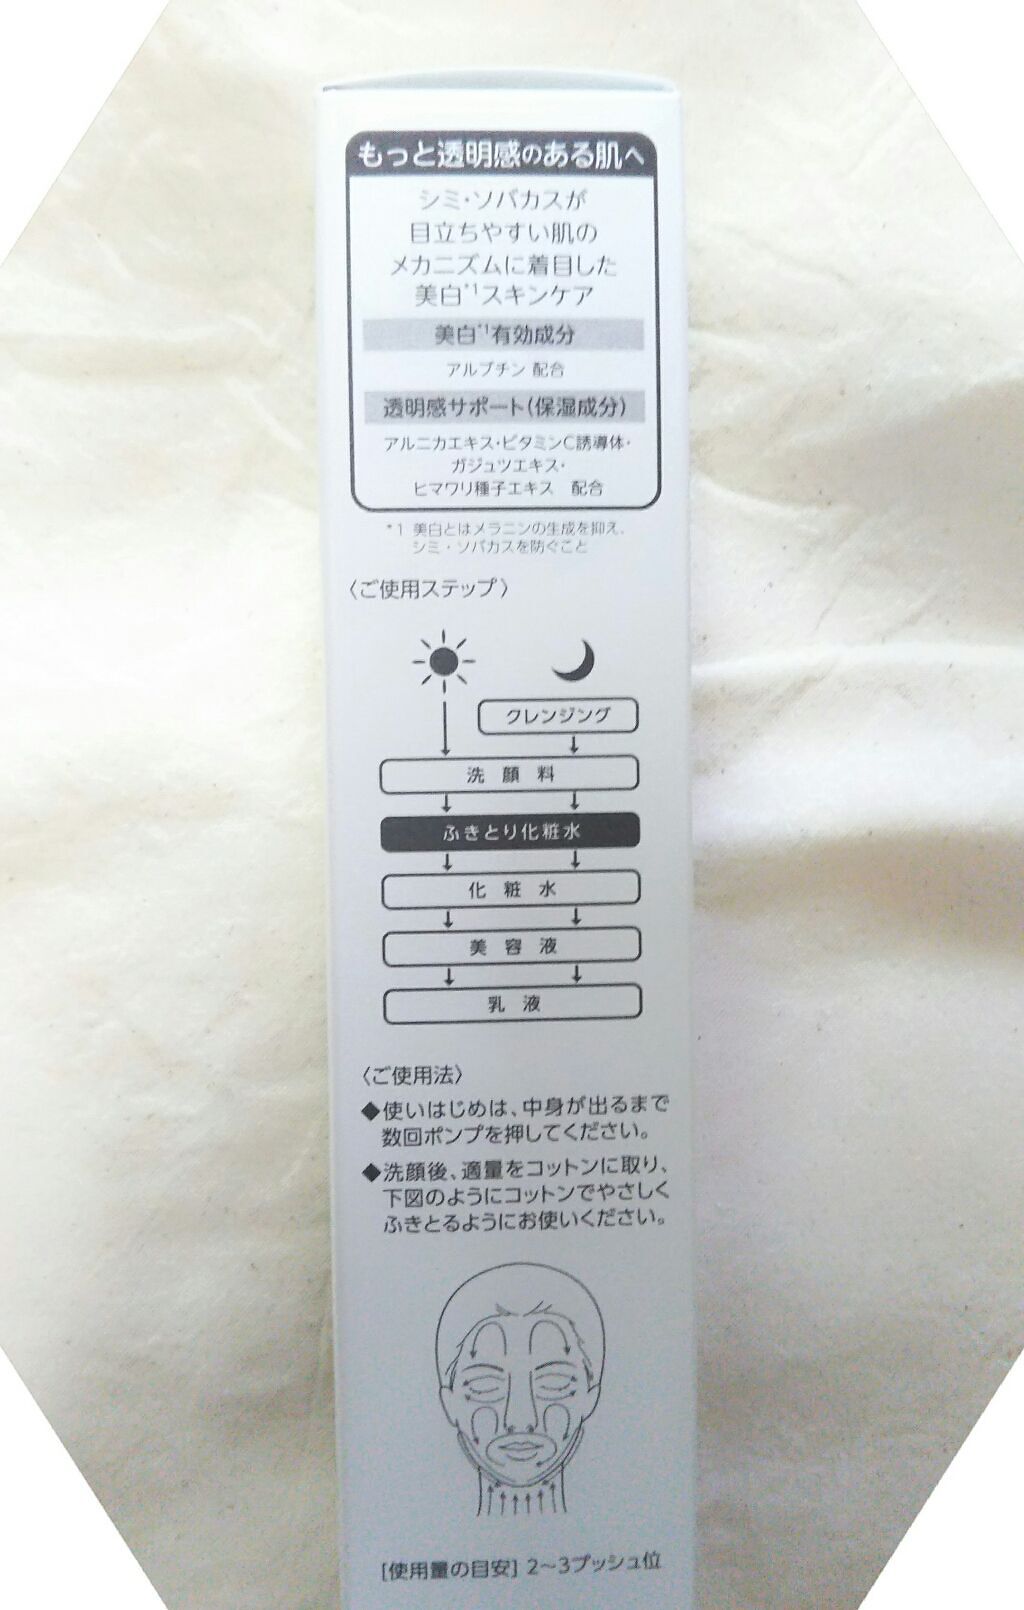 もっと透明感のある肌へ
シミ・ソバカスが
目立ちやすい肌の
メカニズムに着目した
美白*1スキンケア
美白*1有効成分
アルブチン 配合
透明感サポート(保湿成分)
アルニカエキス・ビタミンC誘導体・
ガジュツエキス・
ヒマワリ種子エキス 配合
*1 美白とはメラニンの生成を抑え、
シミ・ソバカスを防ぐこと
〈ご使用ステップ〉
クレンジング
洗顔料
ふきとり化粧水
化粧水
美容液
乳液
〈ご使用法〉
◆使いはじめは、中身が出るまで
数回ポンプを押してください。
◆洗顔後、適量をコットンに取り、
下図のようにコットンでやさしく
ふきとるようにお使いください。
[使用量の目安] 2〜3プッシュ位